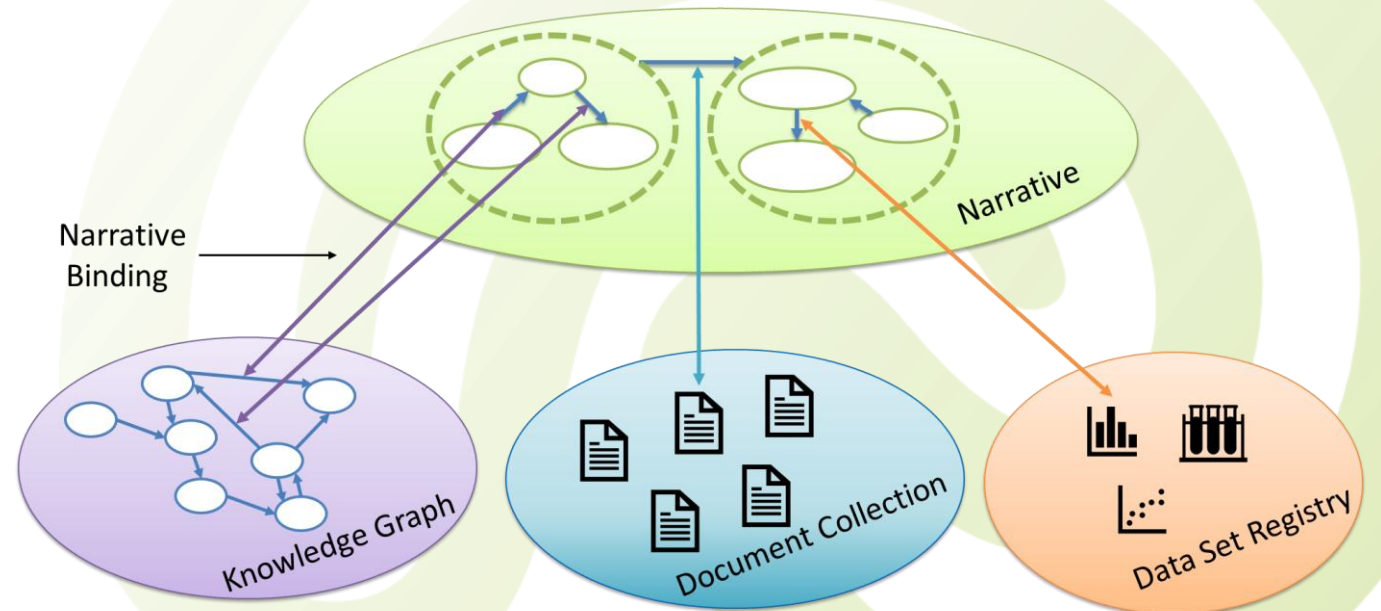 Narrative
Narrative
Binding
Knowledge Graph
Document Collection
Data Set Registry